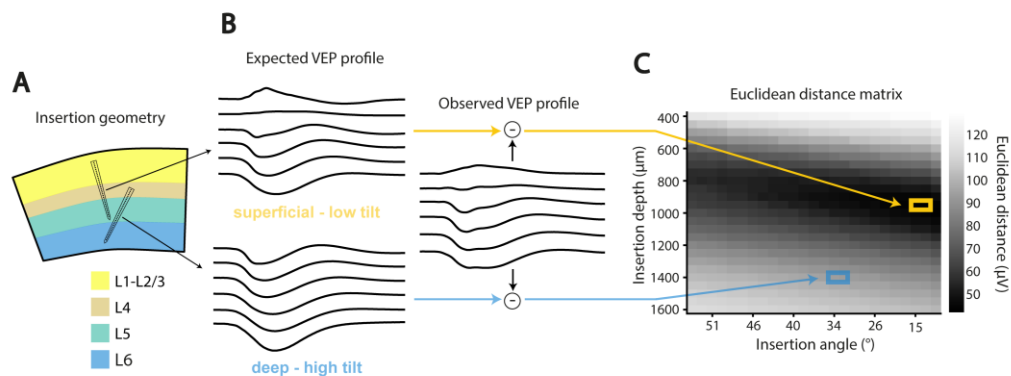 A
Insertion geometry
L1-L2/3
L4
L5
L6
B
Expected VEP profile
superficial - low tilt
deep - high tilt
Observed VEP profile
-
-
C
Euclidean distance matrix
Insertion depth (μm)
400
600
800
1000
1200
1400
1600
51 46 40 34 26 15
Insertion angle (°)
120
110
100
90
80
70
60
50
Euclidean distance (μV)